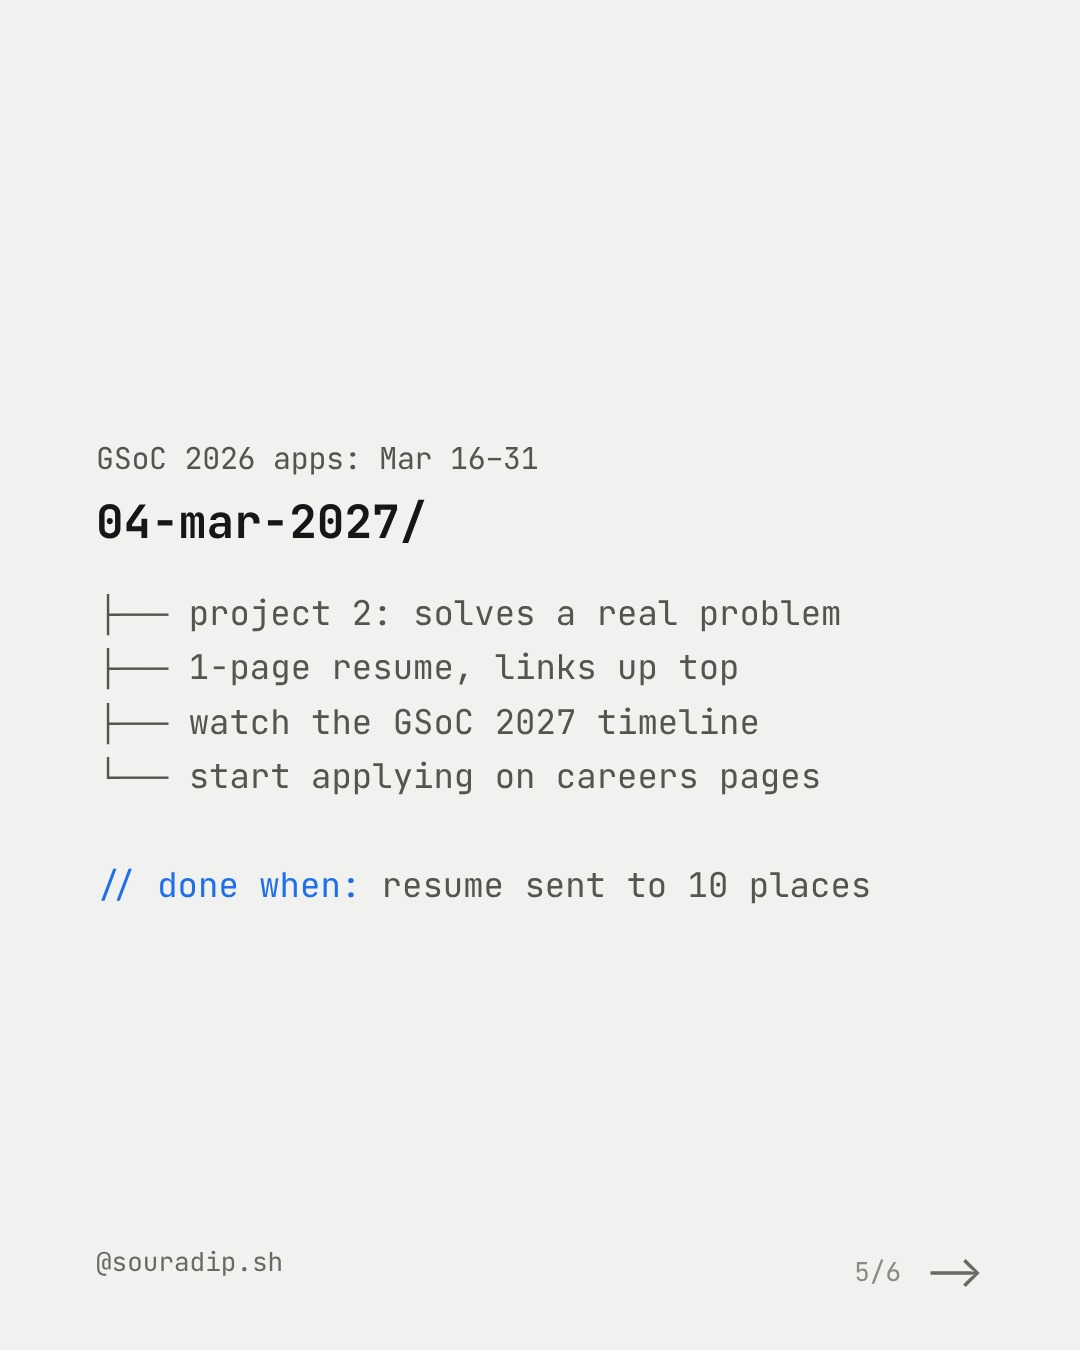 GSoC 2026 apps: Mar 16–31
04-mar-2027/
├── project 2: solves a real problem
├── 1-page resume, links up top
├── watch the GSoC 2027 timeline
└── start applying on careers pages
// done when: resume sent to 10 places
@souradip.sh
5/6 →